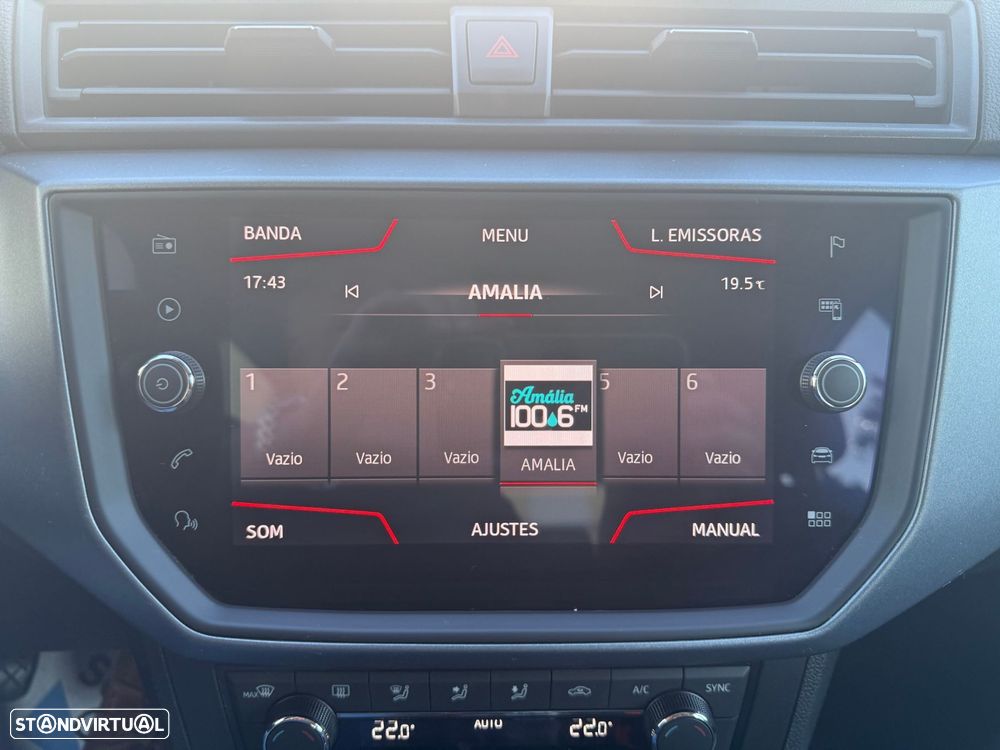 BANDA
MENU
L. EMISSORAS
17:43
AMALIA
19.5°C
1
2
3
5
6
Amália
100.6 FM
Vazio
Vazio
Vazio
AMALIA
Vazio
Vazio
SOM
AJUSTES
MANUAL
MAX
A/C
SYNC
22.0°
AUTO
22.0°
STANDVIRTUAL